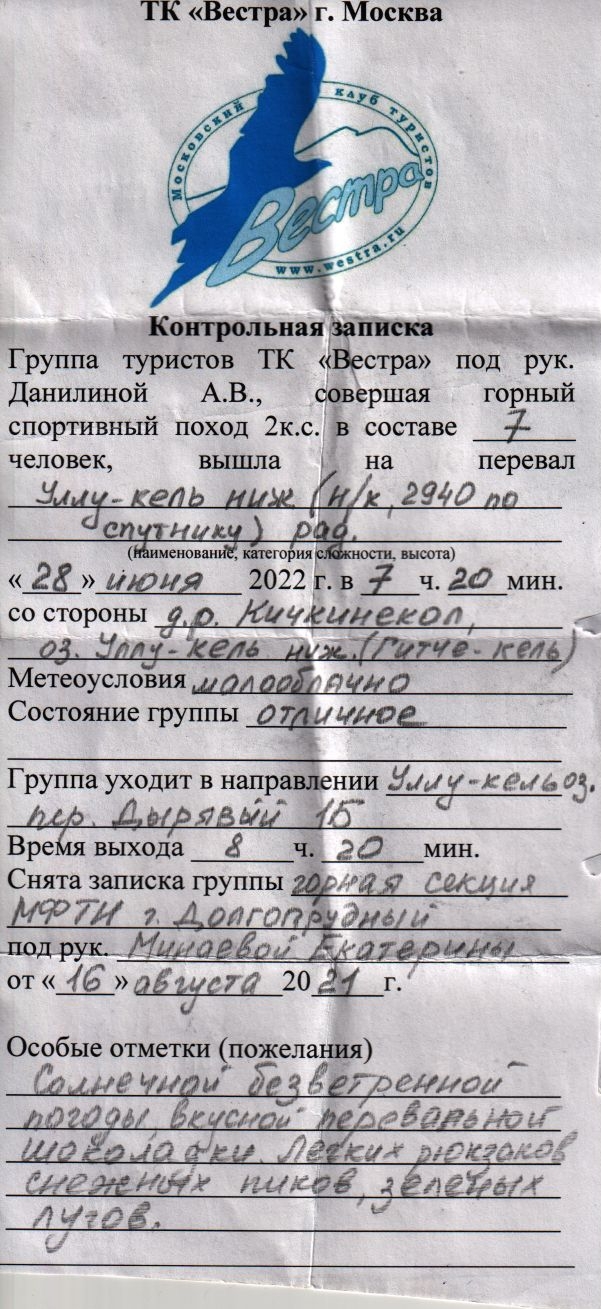 ТК «Вестра» г. Москва
Московский клуб туристов
Вестра
www.westra.ru
Контрольная записка
Группа туристов ТК «Вестра» под рук.
Данилиной А.В., совершая горный
спортивный поход 2к.с. в составе 7
человек, вышла на перевал
Уллу-кель ниж (н/к, 2940 по
спутнику) рад.
(наименование, категория сложности, высота)
«28» июня 2022 г. в 7 ч. 20 мин.
со стороны д.р. Кичкинекол,
оз. Уллу-кель ниж. (Гитче-кель)
Метеоусловия малооблачно
Состояние группы отличное
Группа уходит в направлении Уллу-кель оз.
пер. Дырявый 1Б
Время выхода 8 ч. 20 мин.
Снята записка группы горная секция
МФТИ г. Долгопрудный
под рук. Минаевой Екатерины
от «16» августа 2021 г.
Особые отметки (пожелания)
Солнечной безветренной
погоды, вкусной перевальной
шоколадки. Легких рюкзаков
снежных пиков, зеленых
лугов.